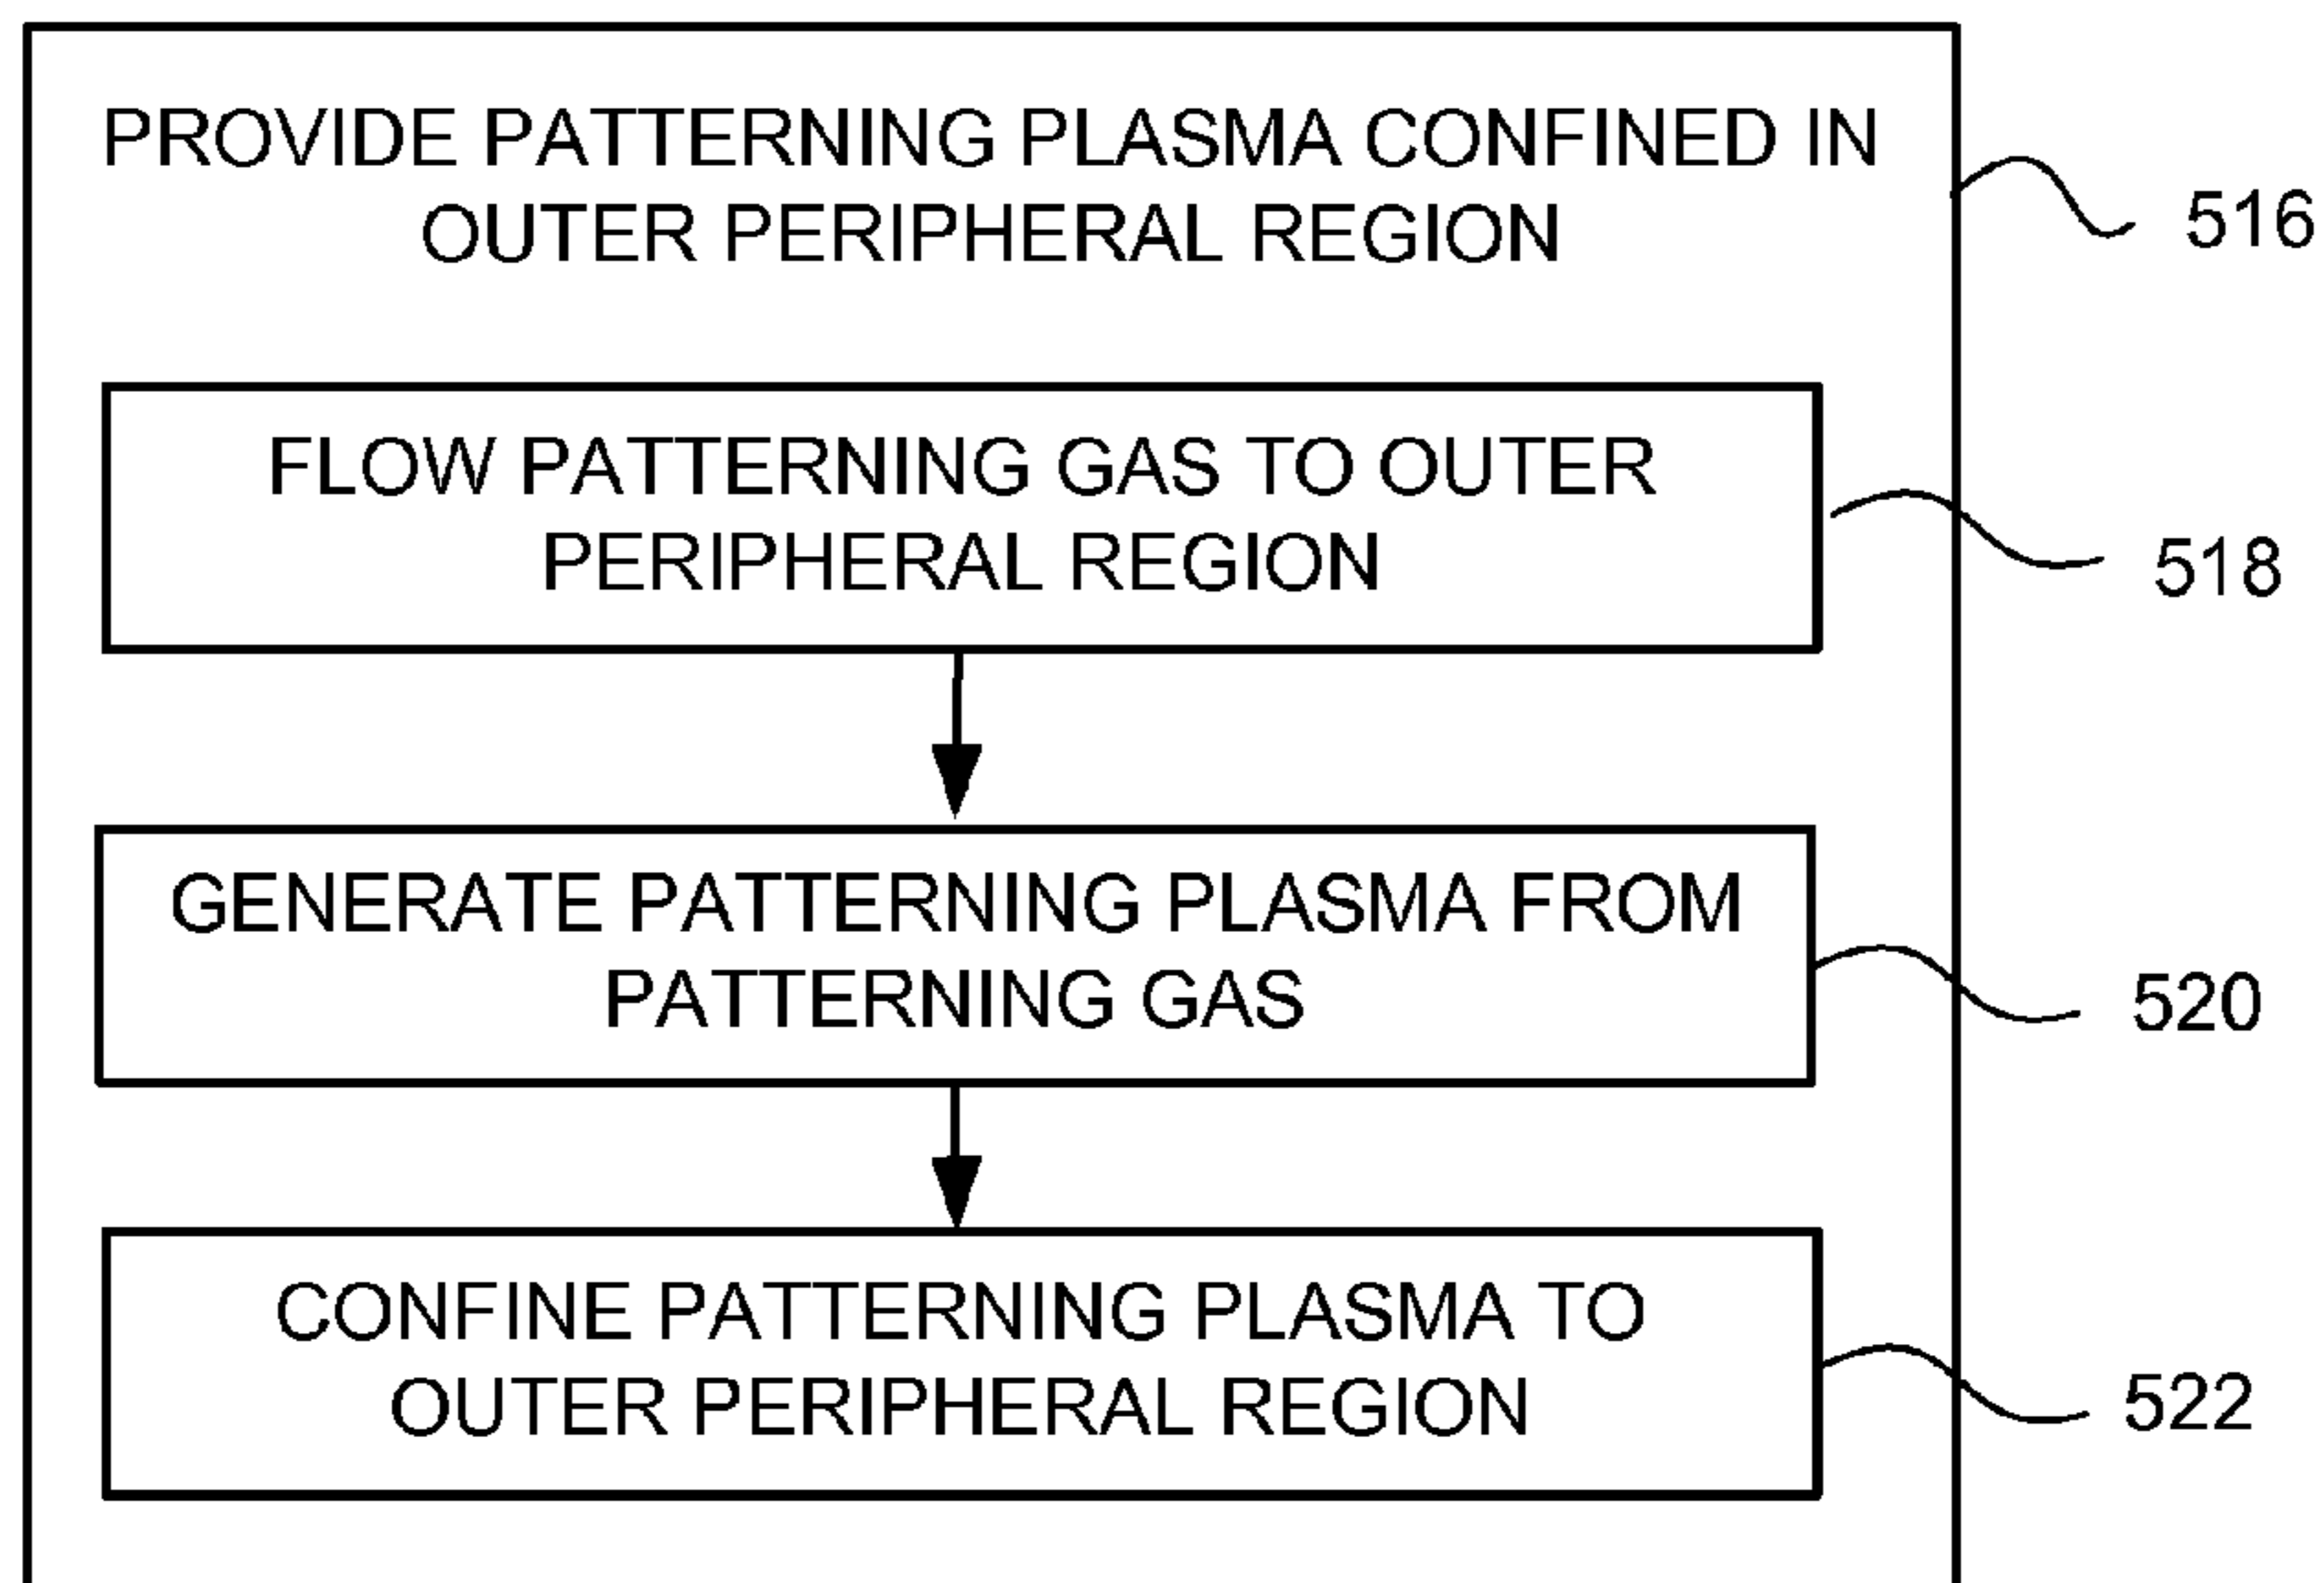 PROVIDE PATTERNING PLASMA CONFINED IN
OUTER PERIPHERAL REGION
516
FLOW PATTERNING GAS TO OUTER
PERIPHERAL REGION
518
GENERATE PATTERNING PLASMA FROM
PATTERNING GAS
520
CONFINE PATTERNING PLASMA TO
OUTER PERIPHERAL REGION
522